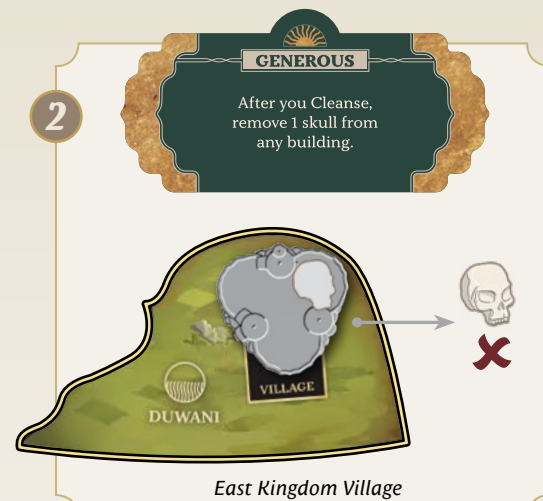 GENEROUS
After you Cleanse,
remove 1 skull from
any building.
2
VILLAGE
DUWANI
East Kingdom Village